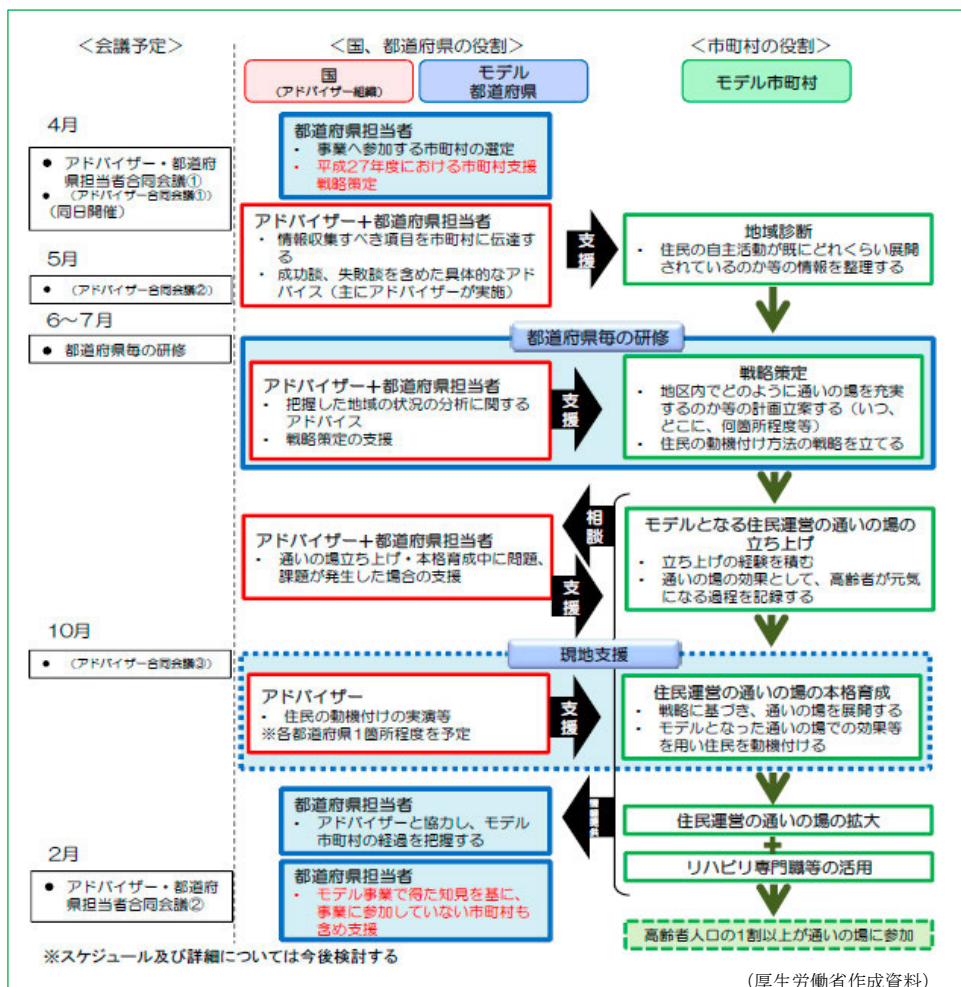 ＜会議予定＞
＜国、都道府県の役割＞
＜市町村の役割＞
国
（アドバイザー組織）
モデル
都道府県
モデル市町村
4月
● アドバイザー・都道府
県担当者合同会議①
● （アドバイザー合同会議①）
（同日開催）
都道府県担当者
・ 事業へ参加する市町村の選定
・ 平成27年度における市町村支援
戦略策定
アドバイザー＋都道府県担当者
・ 情報収集すべき項目を市町村に伝達す
る
・ 成功談、失敗談を含めた具体的なアド
バイス（主にアドバイザーが実施）
支援
地域診断
・ 住民の自主活動が既にどれくらい展開
されているのか等の情報を整理する
5月
● （アドバイザー合同会議②）
6～7月
● 都道府県毎の研修
都道府県毎の研修
アドバイザー＋都道府県担当者
・ 把握した地域の状況の分析に関する
アドバイス
・ 戦略策定の支援
支援
戦略策定
・ 地区内でどのように通いの場を充実
するのか等の計画立案する（いつ、
どこに、何箇所程度等）
・ 住民の動機付け方法の戦略を立てる
相談
アドバイザー＋都道府県担当者
・ 通いの場立ち上げ・本格育成中に問題、
課題が発生した場合の支援
支援
モデルとなる住民運営の通いの場の
立ち上げ
・ 立ち上げの経験を積む
・ 通いの場の効果として、高齢者が元気
になる過程を記録する
10月
● （アドバイザー合同会議③）
現地支援
アドバイザー
・ 住民の動機付けの実演等
※各都道府県1箇所程度を予定
支援
住民運営の通いの場の本格育成
・ 戦略に基づき、通いの場を展開する
・ モデルとなった通いの場での効果等
を用い住民を動機付ける
都道府県担当者
・ アドバイザーと協力し、モデル
市町村の経過を把握する
住民運営の通いの場の拡大
＋
リハビリ専門職等の活用
2月
● アドバイザー・都道府
県担当者合同会議②
都道府県担当者
・ モデル事業で得た知見を基に、
事業に参加していない市町村も
含め支援
高齢者人口の1割以上が通いの場に参加
※スケジュール及び詳細については今後検討する
（厚生労働省作成資料）